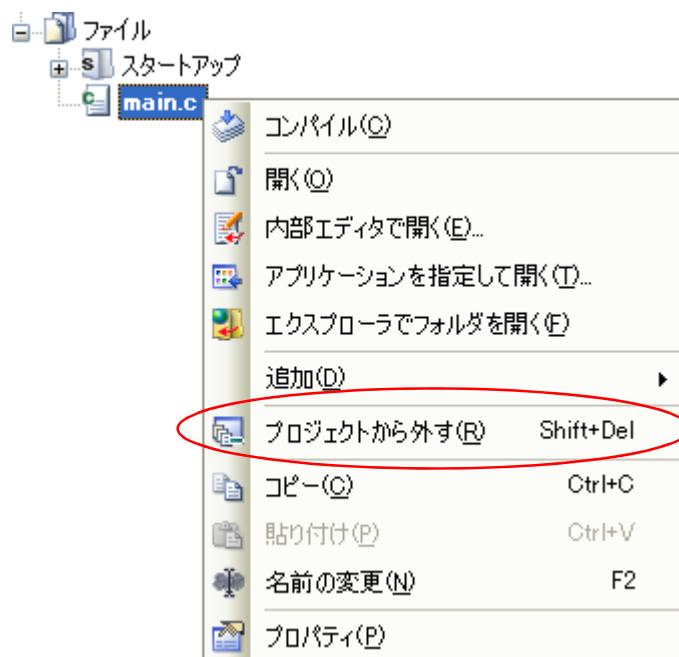 ファイル
スタートアップ
main.c
コンパイル(C)
開く(O)
内部エディタで開く(E)...
アプリケーションを指定して開く(T)...
エクスプローラでフォルダを開く(F)
追加(D)
プロジェクトから外す(R) Shift+Del
コピー(C) Ctrl+C
貼り付け(P) Ctrl+V
名前の変更(N) F2
プロパティ(P)